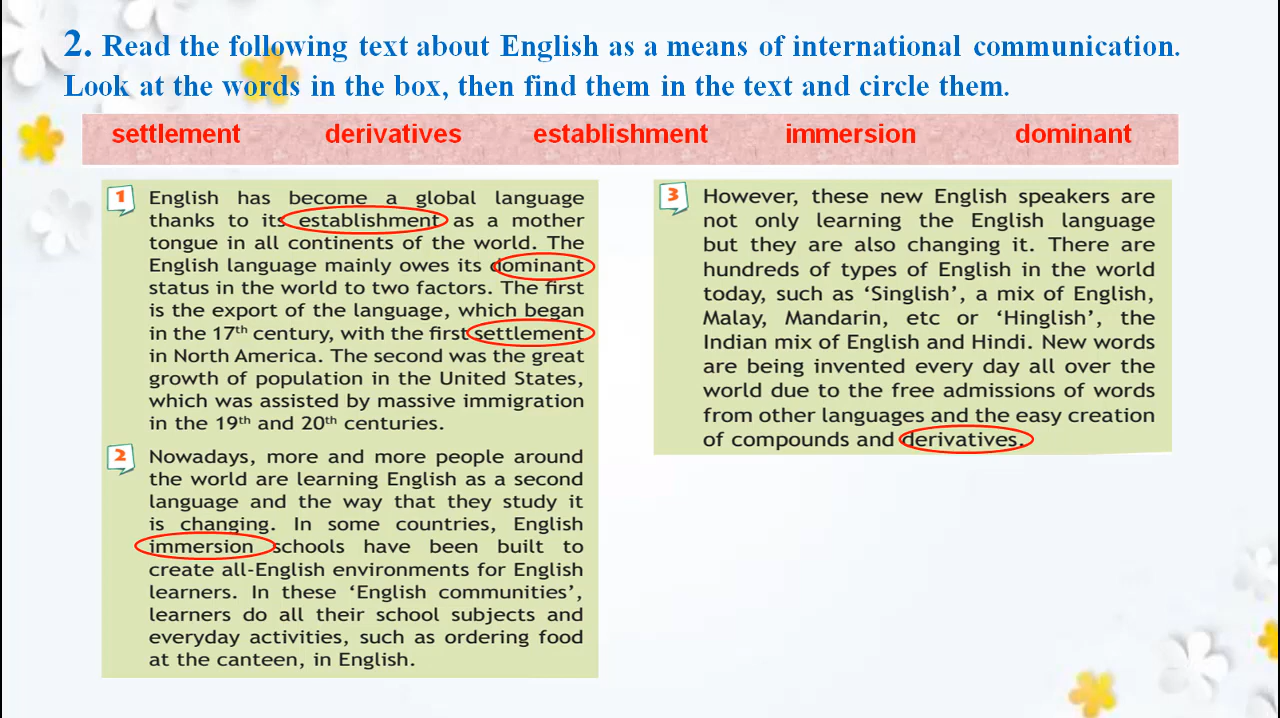 2. Read the following text about English as a means of international communication.
Look at the words in the box, then find them in the text and circle them.
settlement derivatives establishment immersion dominant
1
English has become a global language
thanks to its establishment as a mother
tongue in all continents of the world. The
English language mainly owes its dominant
status in the world to two factors. The first
is the export of the language, which began
in the 17th century, with the first settlement
in North America. The second was the great
growth of population in the United States,
which was assisted by massive immigration
in the 19th and 20th centuries.
2
Nowadays, more and more people around
the world are learning English as a second
language and the way that they study it
is changing. In some countries, English
immersion schools have been built to
create all-English environments for English
learners. In these ‘English communities’,
learners do all their school subjects and
everyday activities, such as ordering food
at the canteen, in English.
3
However, these new English speakers are
not only learning the English language
but they are also changing it. There are
hundreds of types of English in the world
today, such as ‘Singlish’, a mix of English,
Malay, Mandarin, etc or ‘Hinglish’, the
Indian mix of English and Hindi. New words
are being invented every day all over the
world due to the free admissions of words
from other languages and the easy creation
of compounds and derivatives.